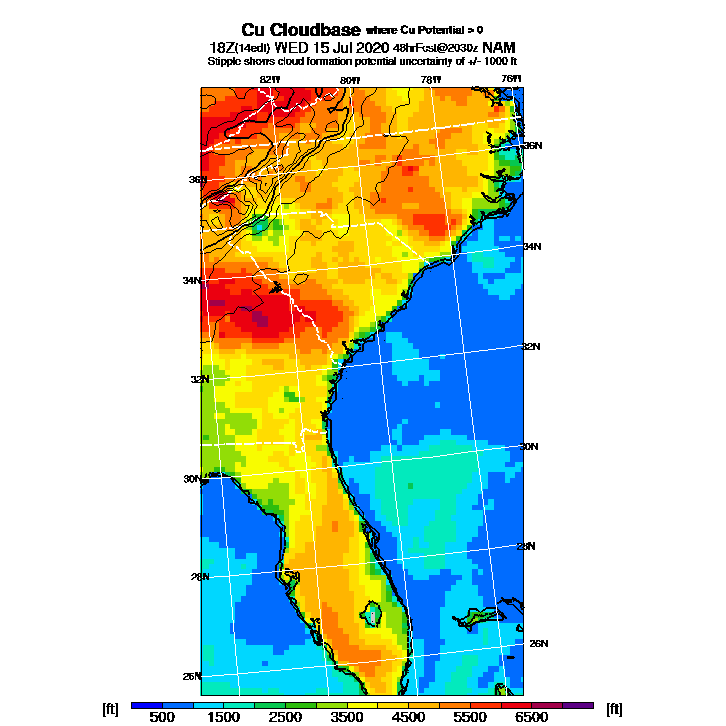 Cu Cloudbase where Cu Potential > 0
18Z(14edt) WED 15 Jul 2020 48hrFcst@2030z NAM
Stipple shows cloud formation potential uncertainty of +/- 1000 ft
82W 80W 78W 76W
36N
36N
34N
34N
32N
32N
30N
30N
28N
28N
26N
26N
[ft] 500 1500 2500 3500 4500 5500 6500 [ft]